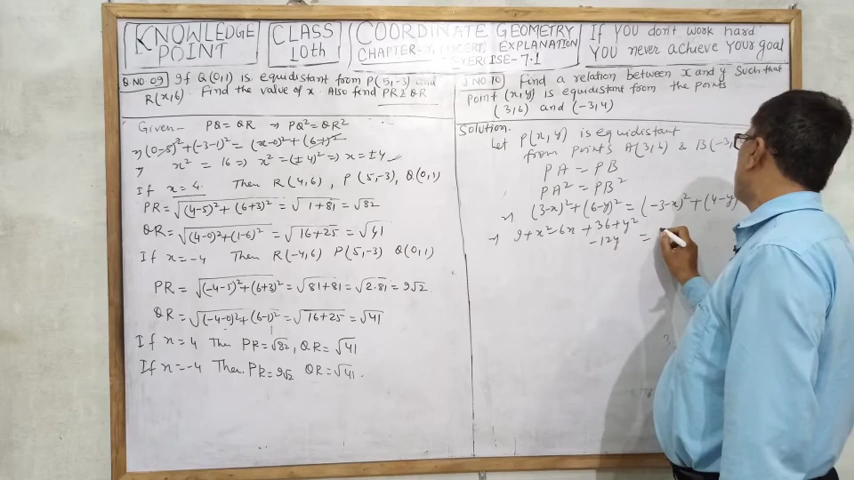 KNOWLEDGE POINT
CLASS 10th
COORDINATE GEOMETRY
CHAPTER-7, (NCERT) EXPLANATION
EXERCISE-7.1
If YOU don't work hard
YOU never achieve YOUR goal
Q NO 09) If Q(0,1) is equidistant from P(5,-3) and
R(x,6). Find the value of x. Also find PR & QR
Given- PQ=QR ⇒ PQ²=QR²
⇒ (0-5)²+(-3-1)² = (x-0)²+(6-1)²
⇒ x² = 16 ⇒ x² = (±4)² ⇒ x = ±4
If x=4. Then R(4,6), P(5,-3), Q(0,1)
PR = √(4-5)²+(6+3)² = √1+81 = √82
QR = √(4-0)²+(1-6)² = √16+25 = √41
If x=-4 Then R(-4,6) P(5,-3) Q(0,1)
PR = √(-4-5)²+(6+3)² = √81+81 = √2.81 = 9√2
QR = √(-4-0)²+(6-1)² = √16+25 = √41
If x=4 Then PR=√82, QR=√41
If x=-4 Then. PR=9√2 QR=√41.
NO 10) Find a relation between x and y such that
point (x,y) is equidistant from the points
(3,6) and (-3,4)
Solution.
Let P(x,y) is equidistant
from points A(3,6) & B(-3,
PA = PB
PA² = PB²
⇒ (3-x)²+(6-y)² = (-3-x)²+(4-y)
⇒ 9+x²-6x+36+y²
-12y =